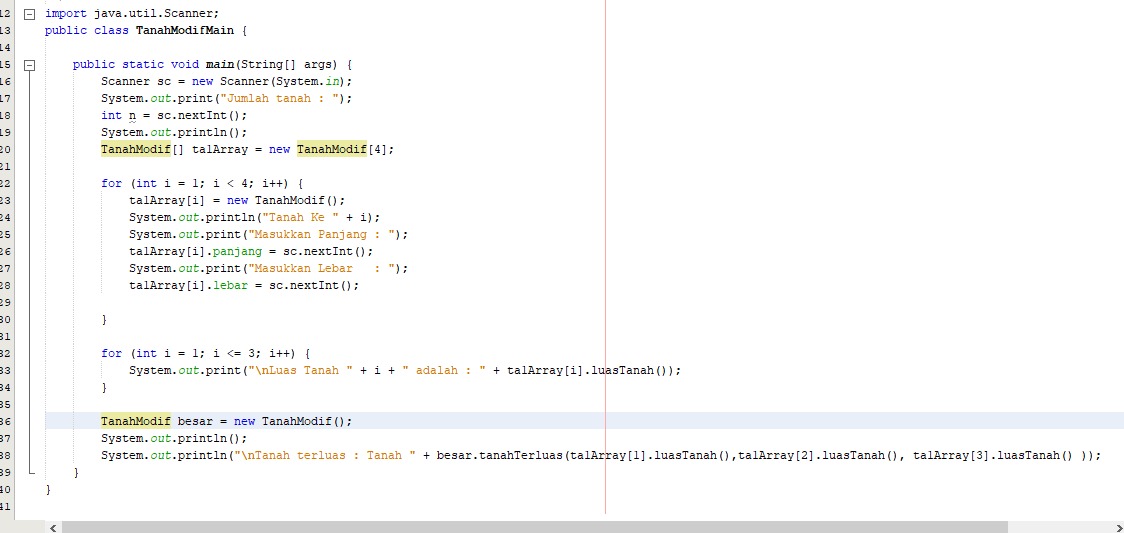 12 import java.util.Scanner;
13 public class TanahModifMain {
14
15 public static void main(String[] args) {
16 Scanner sc = new Scanner(System.in);
17 System.out.print("Jumlah tanah : ");
18 int n = sc.nextInt();
19 System.out.println();
20 TanahModif[] talArray = new TanahModif[4];
21
22 for (int i = 1; i < 4; i++) {
23 talArray[i] = new TanahModif();
24 System.out.println("Tanah Ke " + i);
25 System.out.print("Masukkan Panjang : ");
26 talArray[i].panjang = sc.nextInt();
27 System.out.print("Masukkan Lebar   : ");
28 talArray[i].lebar = sc.nextInt();
29
30 }
31
32 for (int i = 1; i <= 3; i++) {
33 System.out.print("\nLuas Tanah " + i + " adalah : " + talArray[i].luasTanah());
34 }
35
36 TanahModif besar = new TanahModif();
37 System.out.println();
38 System.out.println("\nTanah terluas : Tanah " + besar.tanahTerluas(talArray[1].luasTanah(),talArray[2].luasTanah(), talArray[3].luasTanah() ));
39 }
40 }
41